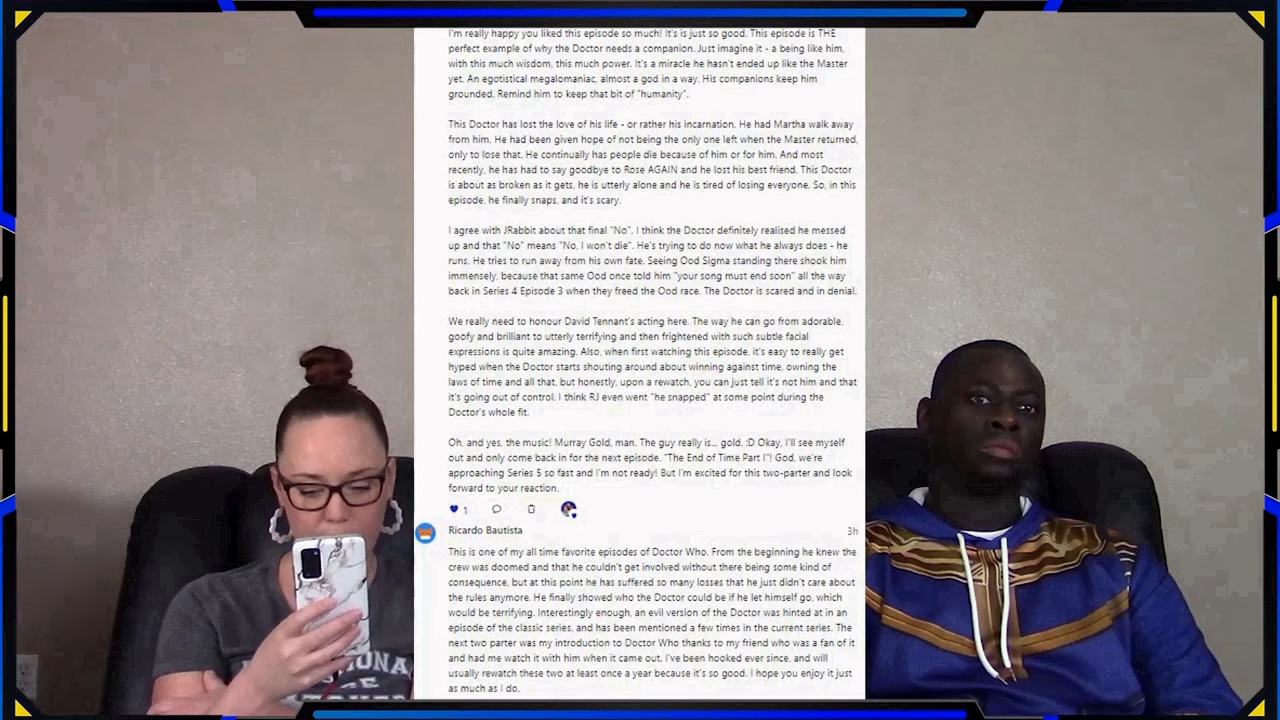 I'm really happy you liked this episode so much! It's is just so good. This episode is THE
perfect example of why the Doctor needs a companion. Just imagine it - a being like him,
with this much wisdom, this much power. It's a miracle he hasn't ended up like the Master
yet. An egotistical megalomaniac, almost a god in a way. His companions keep him
grounded. Remind him to keep that bit of "humanity".
This Doctor has lost the love of his life - or rather his incarnation. He had Martha walk away
from him. He had been given hope of not being the only one left when the Master returned,
only to lose that. He continually has people die because of him or for him. And most
recently, he has had to say goodbye to Rose AGAIN and he lost his best friend. This Doctor
is about as broken as it gets, he is utterly alone and he is tired of losing everyone. So, in this
episode, he finally snaps, and it's scary.
I agree with JRabbit about that final "No". I think the Doctor definitely realised he messed
up and that "No" means "No, I won't die". He's trying to do now what he always does - he
runs. He tries to run away from his own fate. Seeing Ood Sigma standing there shook him
immensely, because that same Ood once told him "your song must end soon" all the way
back in Series 4 Episode 3 when they freed the Ood race. The Doctor is scared and in denial.
We really need to honour David Tennant's acting here. The way he can go from adorable,
goofy and brilliant to utterly terrifying and then frightened with such subtle facial
expressions is quite amazing. Also, when first watching this episode, it's easy to really get
hyped when the Doctor starts shouting around about winning against time, owning the
laws of time and all that, but honestly, upon a rewatch, you can just tell it's not him and that
it's going out of control. I think RJ even went "he snapped" at some point during the
Doctor's whole fit.
Oh, and yes, the music! Murray Gold, man. The guy really is... gold. :D Okay, I'll see myself
out and only come back in for the next episode. "The End of Time Part I"! God, we're
approaching Series 5 so fast and I'm not ready! But I'm excited for this two-parter and look
forward to your reaction.
1
Ricardo Bautista 3h
This is one of my all time favorite episodes of Doctor Who. From the beginning he knew the
crew was doomed and that he couldn't get involved without there being some kind of
consequence, but at this point he has suffered so many losses that he just didn't care about
the rules anymore. He finally showed who the Doctor could be if he let himself go, which
would be terrifying. Interestingly enough, an evil version of the Doctor was hinted at in an
episode of the classic series, and has been mentioned a few times in the current series. The
next two parter was my introduction to Doctor Who thanks to my friend who was a fan of it
and had me watch it with him when it came out. I've been hooked ever since, and will
usually rewatch these two at least once a year because it's so good. I hope you enjoy it just
as much as I do.